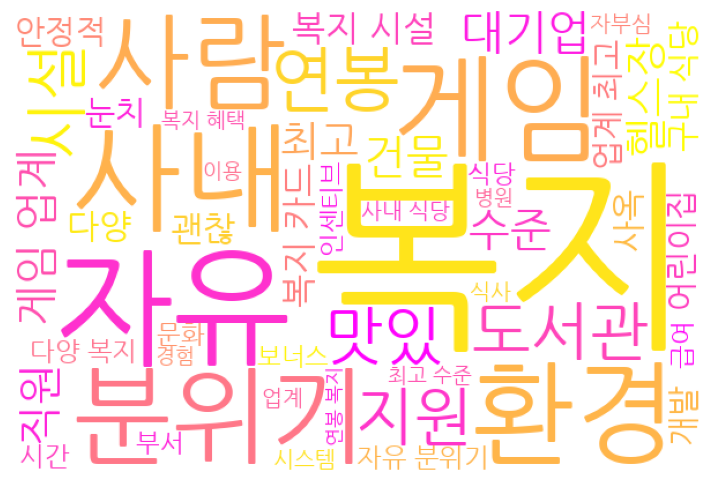 안정적
사람
복지 시설
대기업
자부심
시설
눈치
복지 혜택
연봉
게임
업계 최고
헬스장
구내 식당
사내
최고
건물
이용
게임 업계
다양
괜찮
복지 카드
인센티브
사내 식당
식당
병원
수준
복지
사옥
어린이집
자유
식사
맛있
도서관
급여
다양 복지
문화
경험
보너스
직원
분위기
업계
연봉 복지
최고 수준
지원
환경
개발
부서
시간
시스템
자유 분위기